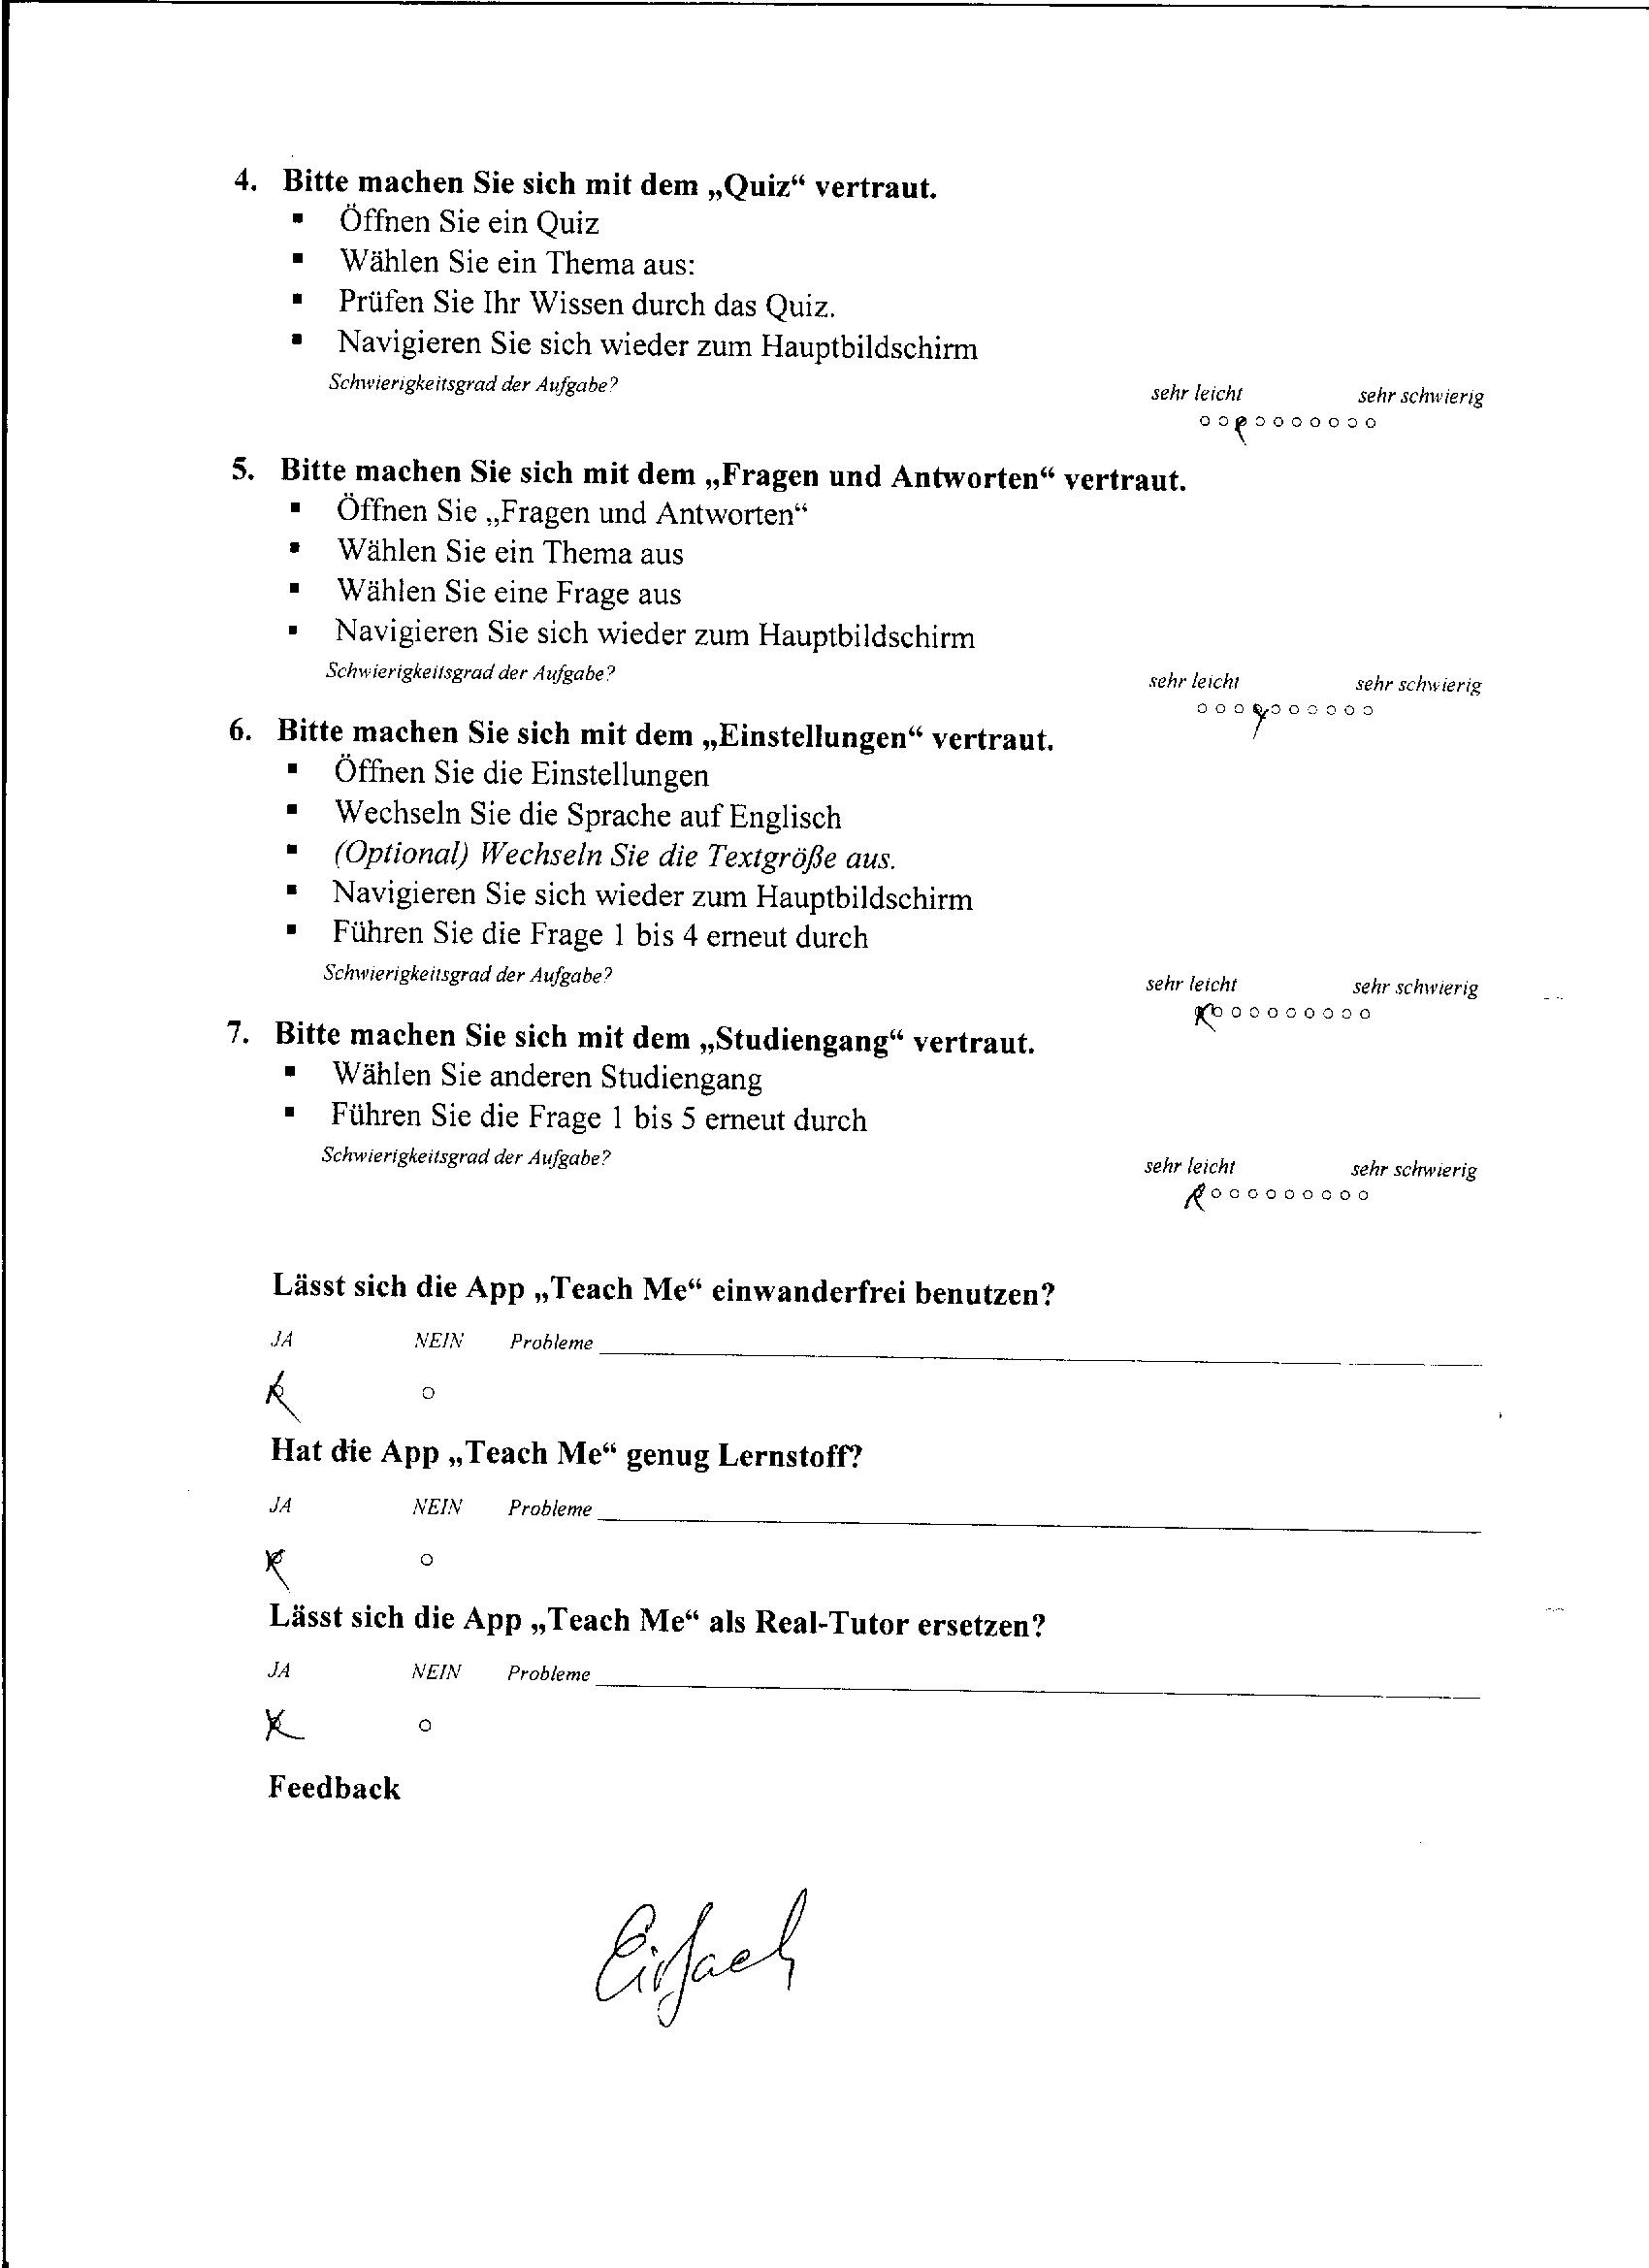 4. Bitte machen Sie sich mit dem „Quiz“ vertraut.
▪ Öffnen Sie ein Quiz
▪ Wählen Sie ein Thema aus:
▪ Prüfen Sie Ihr Wissen durch das Quiz.
▪ Navigieren Sie sich wieder zum Hauptbildschirm
Schwierigkeitsgrad der Aufgabe?
sehr leicht sehr schwierig
5. Bitte machen Sie sich mit dem „Fragen und Antworten“ vertraut.
▪ Öffnen Sie „Fragen und Antworten“
▪ Wählen Sie ein Thema aus
▪ Wählen Sie eine Frage aus
▪ Navigieren Sie sich wieder zum Hauptbildschirm
Schwierigkeitsgrad der Aufgabe?
sehr leicht sehr schwierig
6. Bitte machen Sie sich mit dem „Einstellungen“ vertraut.
▪ Öffnen Sie die Einstellungen
▪ Wechseln Sie die Sprache auf Englisch
▪ (Optional) Wechseln Sie die Textgröße aus.
▪ Navigieren Sie sich wieder zum Hauptbildschirm
▪ Führen Sie die Frage 1 bis 4 erneut durch
Schwierigkeitsgrad der Aufgabe?
sehr leicht sehr schwierig
7. Bitte machen Sie sich mit dem „Studiengang“ vertraut.
▪ Wählen Sie anderen Studiengang
▪ Führen Sie die Frage 1 bis 5 erneut durch
Schwierigkeitsgrad der Aufgabe?
sehr leicht sehr schwierig
Lässt sich die App „Teach Me“ einwanderfrei benutzen?
JA NEIN Probleme
Hat die App „Teach Me“ genug Lernstoff?
JA NEIN Probleme
Lässt sich die App „Teach Me“ als Real-Tutor ersetzen?
JA NEIN Probleme
Feedback
Einfach